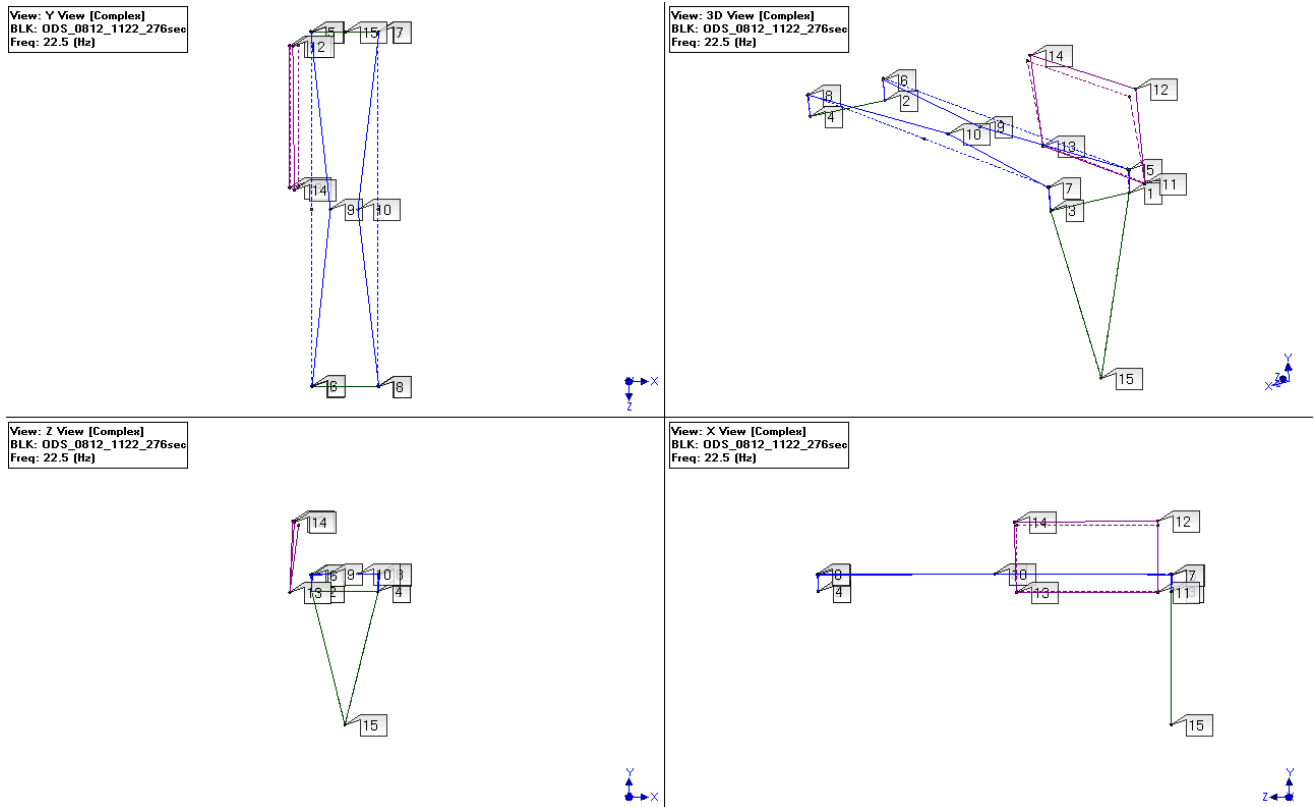 View: Y View [Complex]
BLK: ODS_0812_1122_276sec
Freq: 22.5 (Hz)
5
15
7
12
14
9
10
6
8
X
Z
View: 3D View [Complex]
BLK: ODS_0812_1122_276sec
Freq: 22.5 (Hz)
14
6
12
8
2
4
9
10
13
5
11
1
7
3
15
Y
Z
X
View: Z View [Complex]
BLK: ODS_0812_1122_276sec
Freq: 22.5 (Hz)
14
6
9
10
13
2
4
15
Y
X
View: X View [Complex]
BLK: ODS_0812_1122_276sec
Freq: 22.5 (Hz)
14
12
8
10
7
4
13
11
3
15
Y
Z